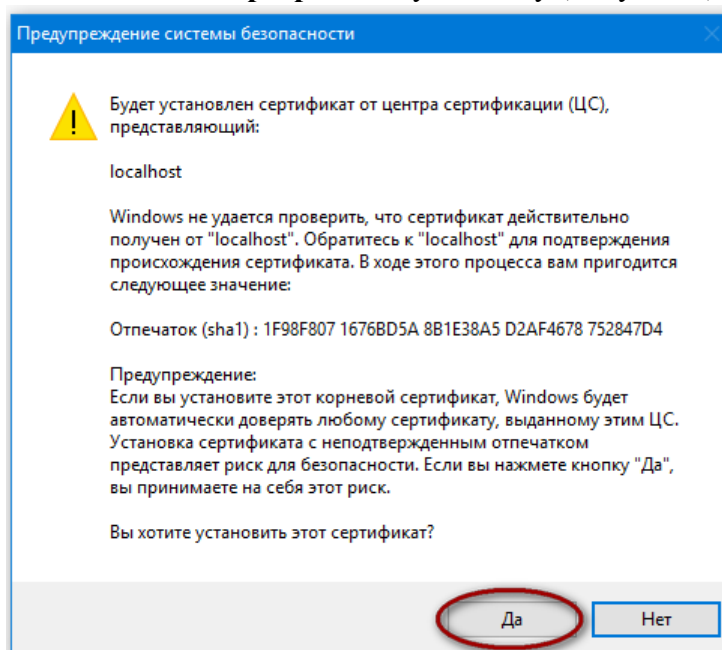 Предупреждение системы безопасности
Будет установлен сертификат от центра сертификации (ЦС),
представляющий:
localhost
Windows не удается проверить, что сертификат действительно
получен от "localhost". Обратитесь к "localhost" для подтверждения
происхождения сертификата. В ходе этого процесса вам пригодится
следующее значение:
Отпечаток (sha1) : 1F98F807 1676BD5A 8B1E38A5 D2AF4678 752847D4
Предупреждение:
Если вы установите этот корневой сертификат, Windows будет
автоматически доверять любому сертификату, выданному этим ЦС.
Установка сертификата с неподтвержденным отпечатком
представляет риск для безопасности. Если вы нажмете кнопку "Да",
вы принимаете на себя этот риск.
Вы хотите установить этот сертификат?
Да
Нет